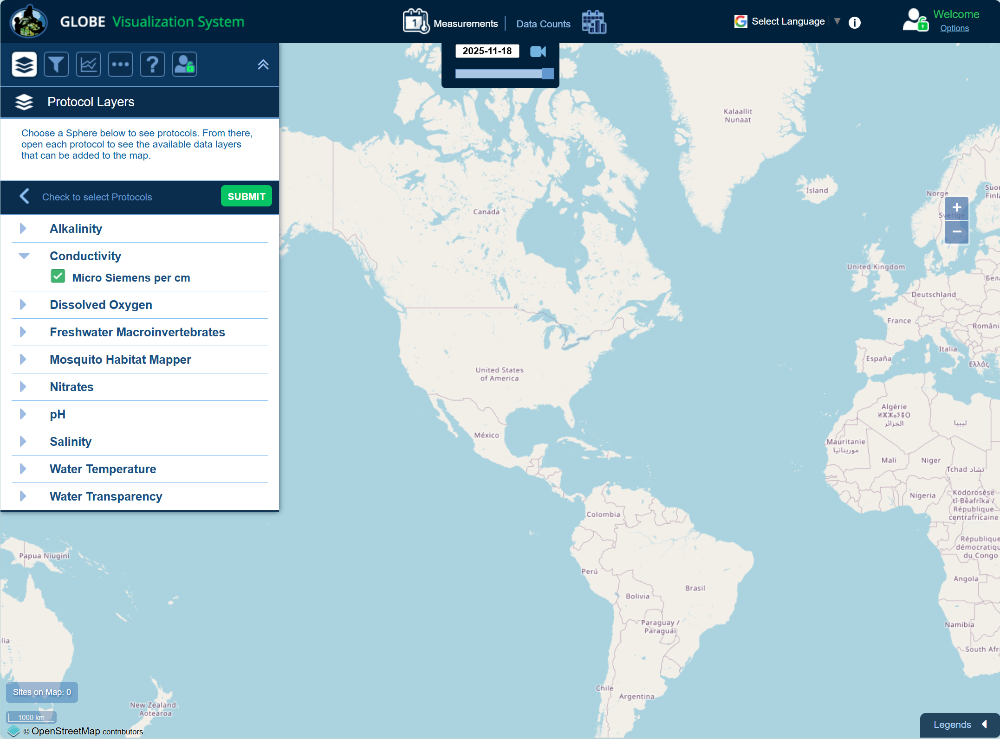 GLOBE Visualization System
1
Measurements
Data Counts
Select Language
Welcome
Options
2025-11-18
Protocol Layers
Choose a Sphere below to see protocols. From there,
open each protocol to see the available data layers
that can be added to the map.
Check to select Protocols
SUBMIT
Alkalinity
Conductivity
Micro Siemens per cm
Dissolved Oxygen
Freshwater Macroinvertebrates
Mosquito Habitat Mapper
Nitrates
pH
Salinity
Water Temperature
Water Transparency
Kalaallit
Nunaat
Ísland
Norge
Suor
Finl
Sverige
+
−
Canada
United Kingdom
Бел
Deutschland
France
Români
Italia
España
Ελλάς
United States
of America
Algérie
ⵍⵣⵣⴰⵢⴻⵔ
الجزائر
ليبيا
México
Mauritanie
موريتانيا
Mali
Niger
Tchad تشاد
Nigeria
Ködörösêse
tî Bêafrîka /
République
centrafricaine
Colombia
République
démocratiqu
du Congo
Papua Niugini
Perú
Angola
Brasil
Bolivia
Paraguay /
Paraguái
Namibia
lia
South Afri
Chile
Argentina
Sites on Map: 0
New Zealand
Aotearoa
1000 km
© OpenStreetMap contributors.
Legends